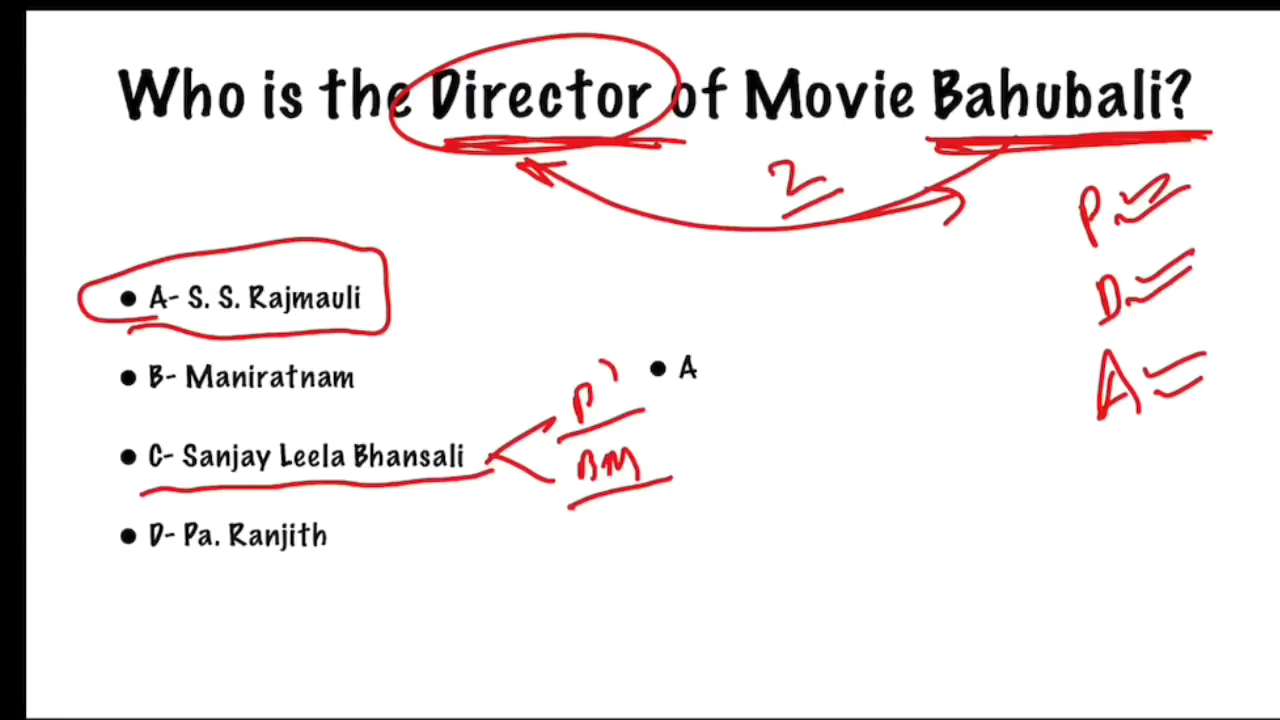 Who is the Director of Movie Bahubali?
2
P
D
A
• A- S. S. Rajmauli
• B- Maniratnam
• A
P
• C- Sanjay Leela Bhansali
BM
• D- Pa. Ranjith